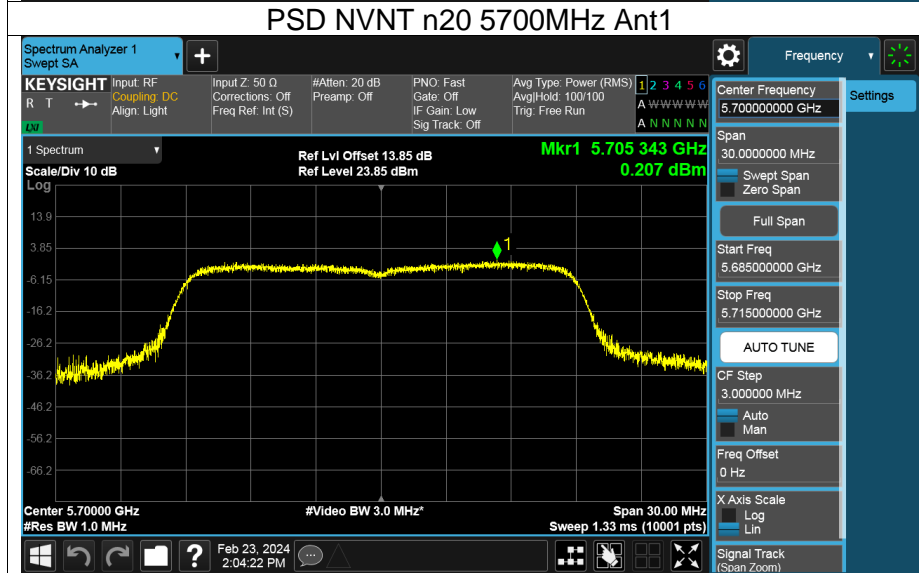 PSD NVNT n20 5700MHz Ant1
Spectrum Analyzer 1
Swept SA
+
Frequency
KEYSIGHT
R T
LXI
Input: RF
Coupling: DC
Align: Light
Input Z: 50 Ω
Corrections: Off
Freq Ref: Int (S)
#Atten: 20 dB
Preamp: Off
PNO: Fast
Gate: Off
IF Gain: Low
Sig Track: Off
Avg Type: Power (RMS)
Avg|Hold: 100/100
Trig: Free Run
1 2 3 4 5 6
A W W W W W
A N N N N N
1 Spectrum
Scale/Div 10 dB
Ref Lvl Offset 13.85 dB
Ref Level 23.85 dBm
Mkr1 5.705 343 GHz
0.207 dBm
Log
13.9
3.85
-6.15
-16.2
-26.2
-36.2
-46.2
-56.2
-66.2
1
Center 5.70000 GHz
#Res BW 1.0 MHz
#Video BW 3.0 MHz*
Span 30.00 MHz
Sweep 1.33 ms (10001 pts)
?
Feb 23, 2024
2:04:22 PM
Center Frequency
5.700000000 GHz
Span
30.0000000 MHz
Swept Span
Zero Span
Full Span
Start Freq
5.685000000 GHz
Stop Freq
5.715000000 GHz
AUTO TUNE
CF Step
3.000000 MHz
Auto
Man
Freq Offset
0 Hz
X Axis Scale
Log
Lin
Signal Track
(Span Zoom)
Settings